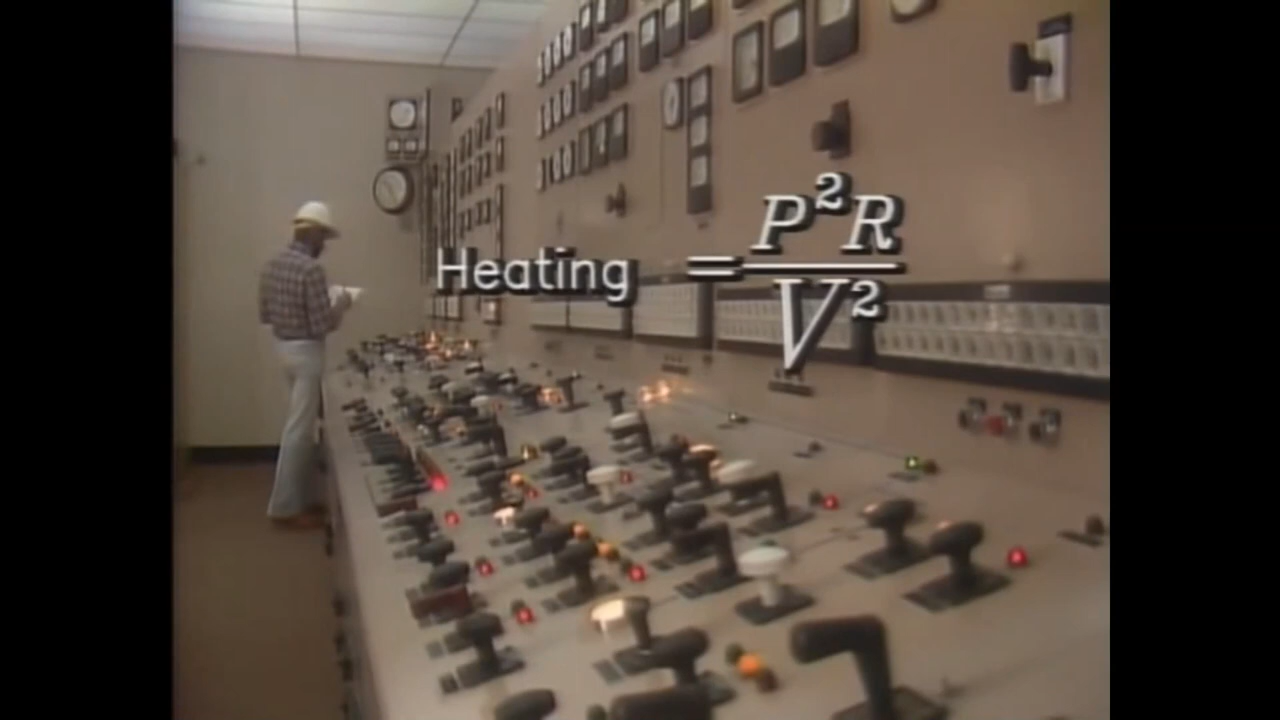 Heating = P²R / V²